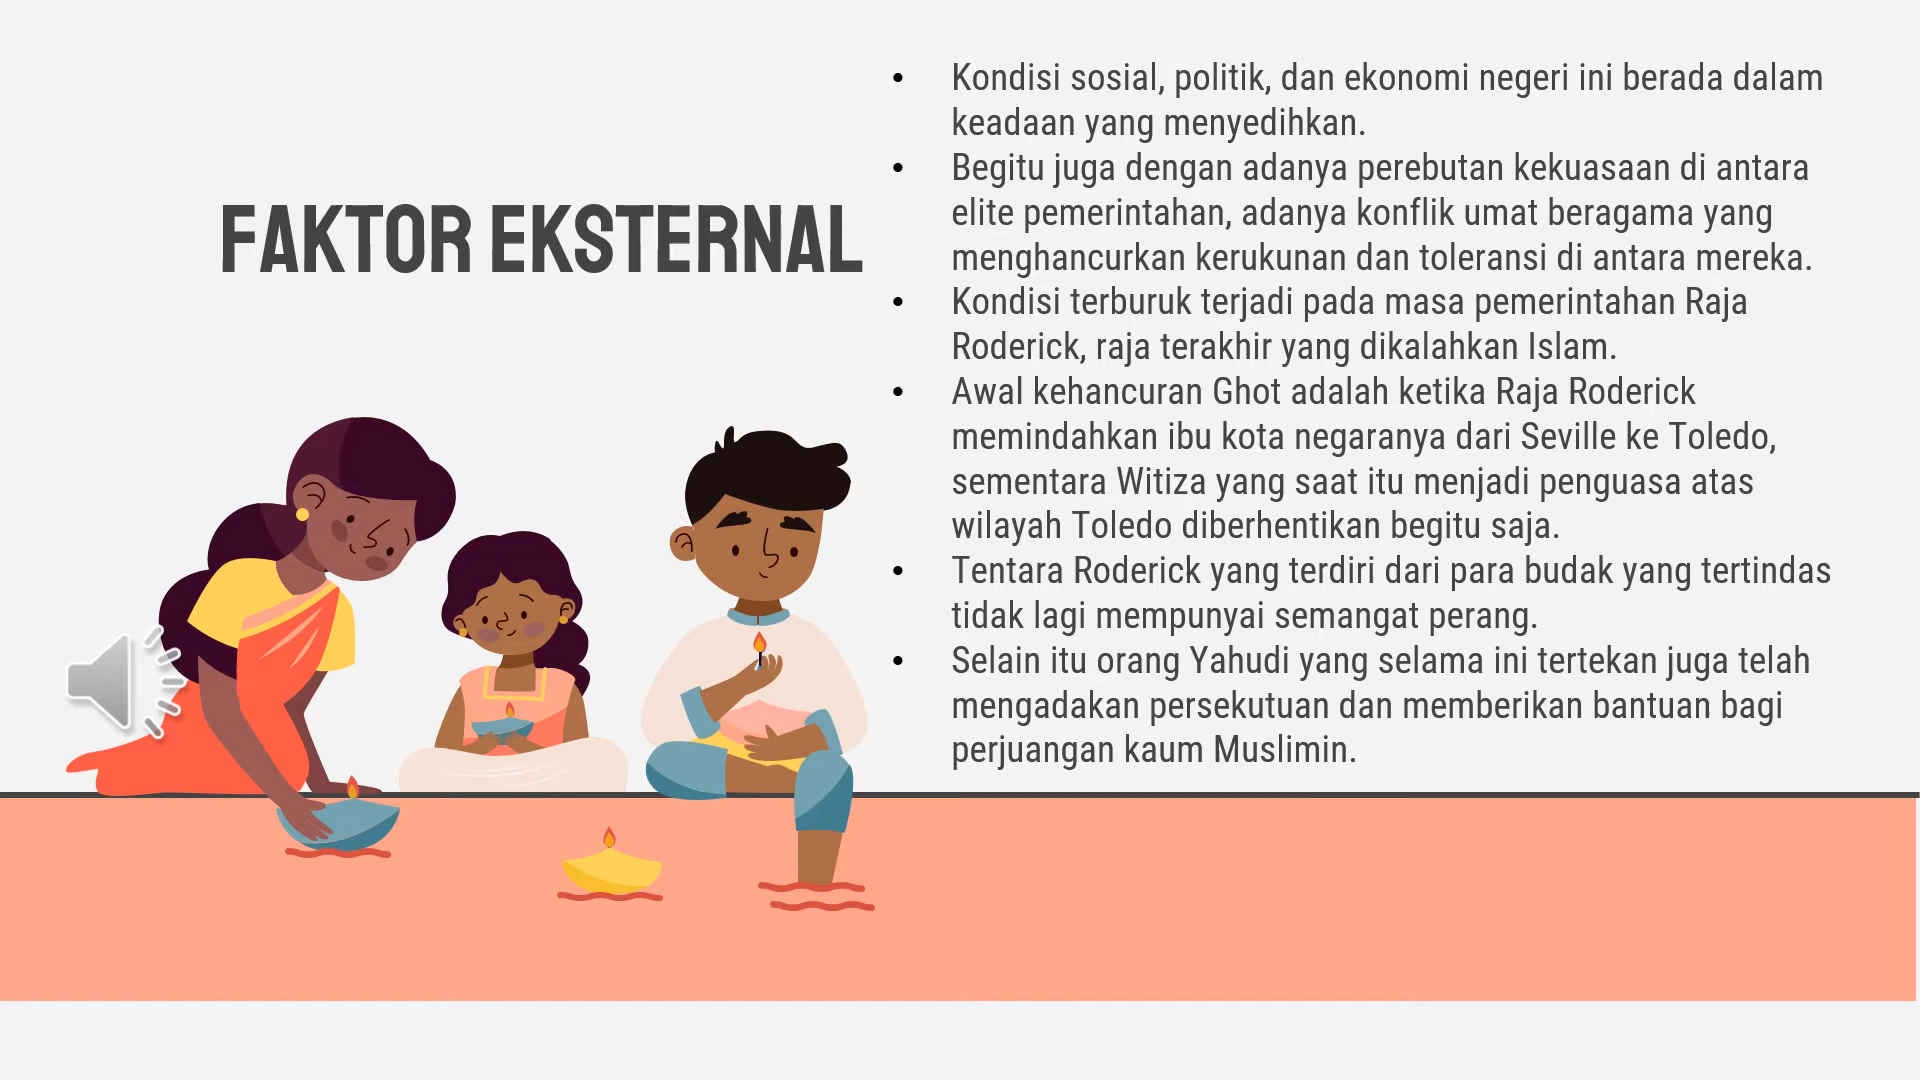 FAKTOR EKSTERNAL
• Kondisi sosial, politik, dan ekonomi negeri ini berada dalam
keadaan yang menyedihkan.
• Begitu juga dengan adanya perebutan kekuasaan di antara
elite pemerintahan, adanya konflik umat beragama yang
menghancurkan kerukunan dan toleransi di antara mereka.
• Kondisi terburuk terjadi pada masa pemerintahan Raja
Roderick, raja terakhir yang dikalahkan Islam.
• Awal kehancuran Ghot adalah ketika Raja Roderick
memindahkan ibu kota negaranya dari Seville ke Toledo,
sementara Witiza yang saat itu menjadi penguasa atas
wilayah Toledo diberhentikan begitu saja.
• Tentara Roderick yang terdiri dari para budak yang tertindas
tidak lagi mempunyai semangat perang.
• Selain itu orang Yahudi yang selama ini tertekan juga telah
mengadakan persekutuan dan memberikan bantuan bagi
perjuangan kaum Muslimin.